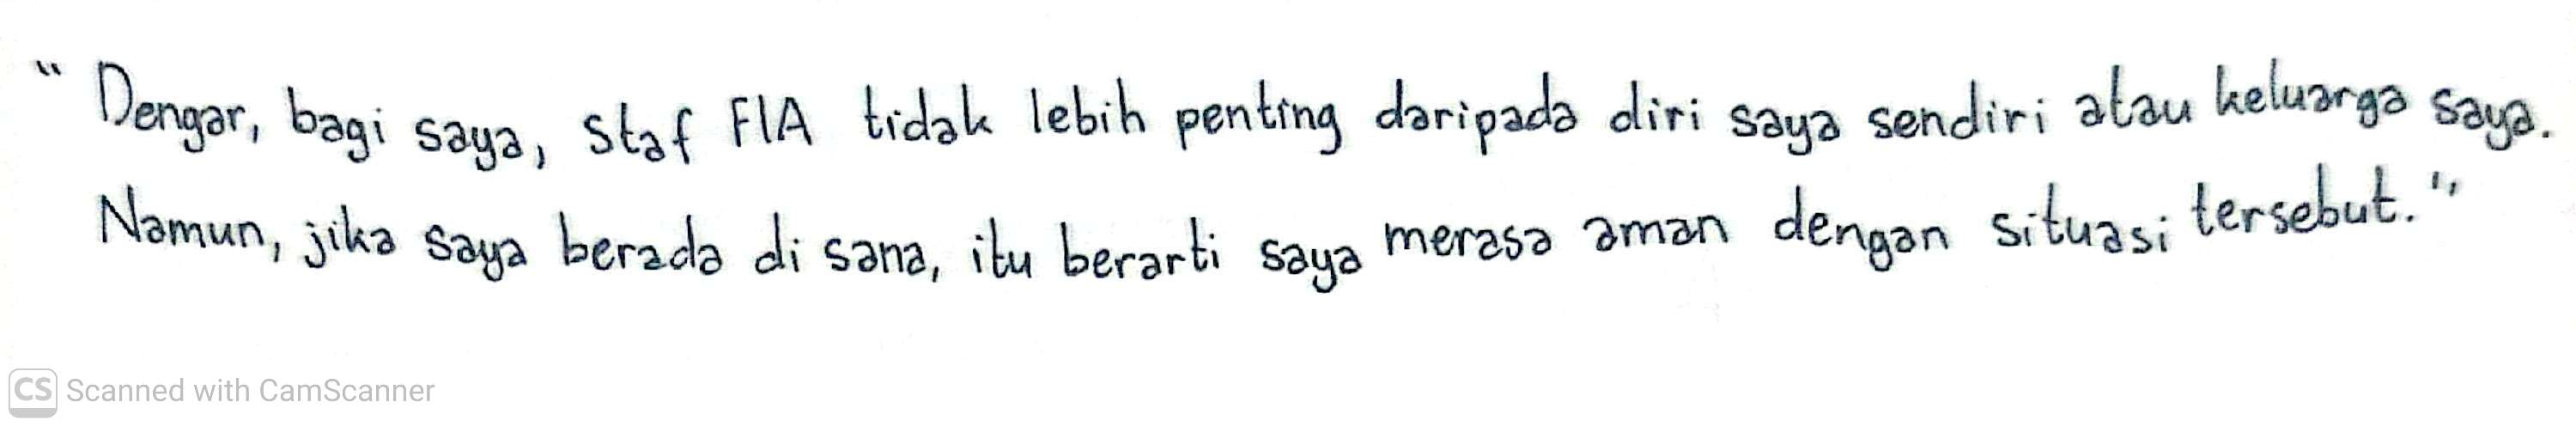 "Dengar, bagi saya, staf FIA tidak lebih penting daripada diri saya sendiri atau keluarga saya.
Namun, jika saya berada di sana, itu berarti saya merasa aman dengan situasi tersebut."
CS Scanned with CamScanner